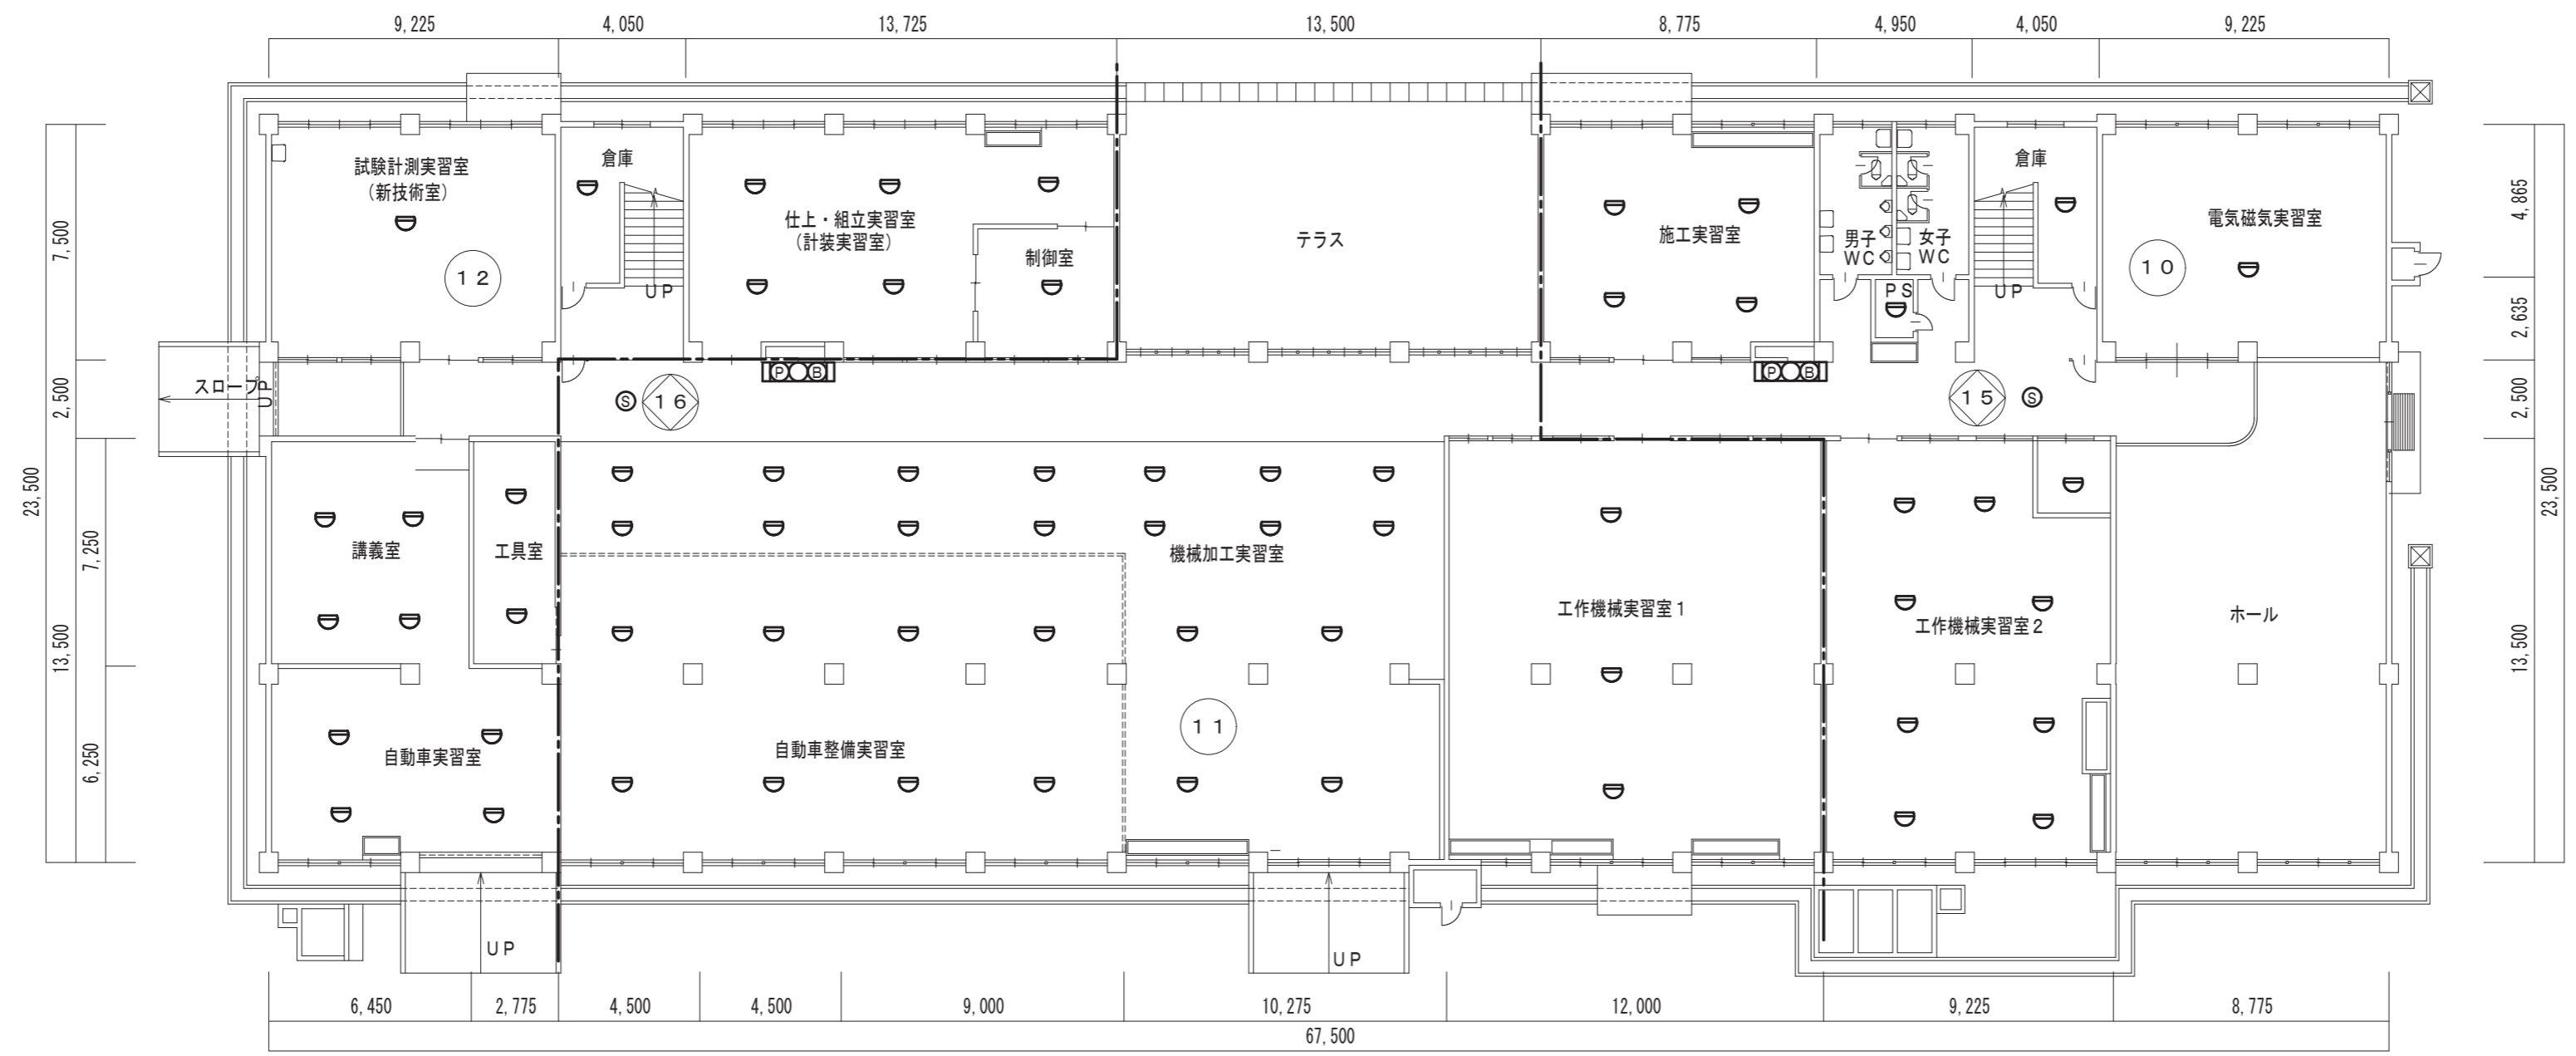 9,225
4,050
13,725
13,500
8,775
4,950
4,050
9,225
試験計測実習室
(新技術室)
倉庫
仕上・組立実習室
(計装実習室)
制御室
テラス
施工実習室
男子
WC
女子
WC
倉庫
電気磁気実習室
12
10
UP
PS
UP
7,500
2,500
23,500
7,250
13,500
6,250
4,865
2,635
2,500
23,500
13,500
スロープ
UP
P
B
P
B
S
16
15
S
講義室
工具室
機械加工実習室
工作機械実習室1
工作機械実習室2
ホール
11
自動車実習室
自動車整備実習室
UP
UP
6,450
2,775
4,500
4,500
9,000
10,275
12,000
9,225
8,775
67,500